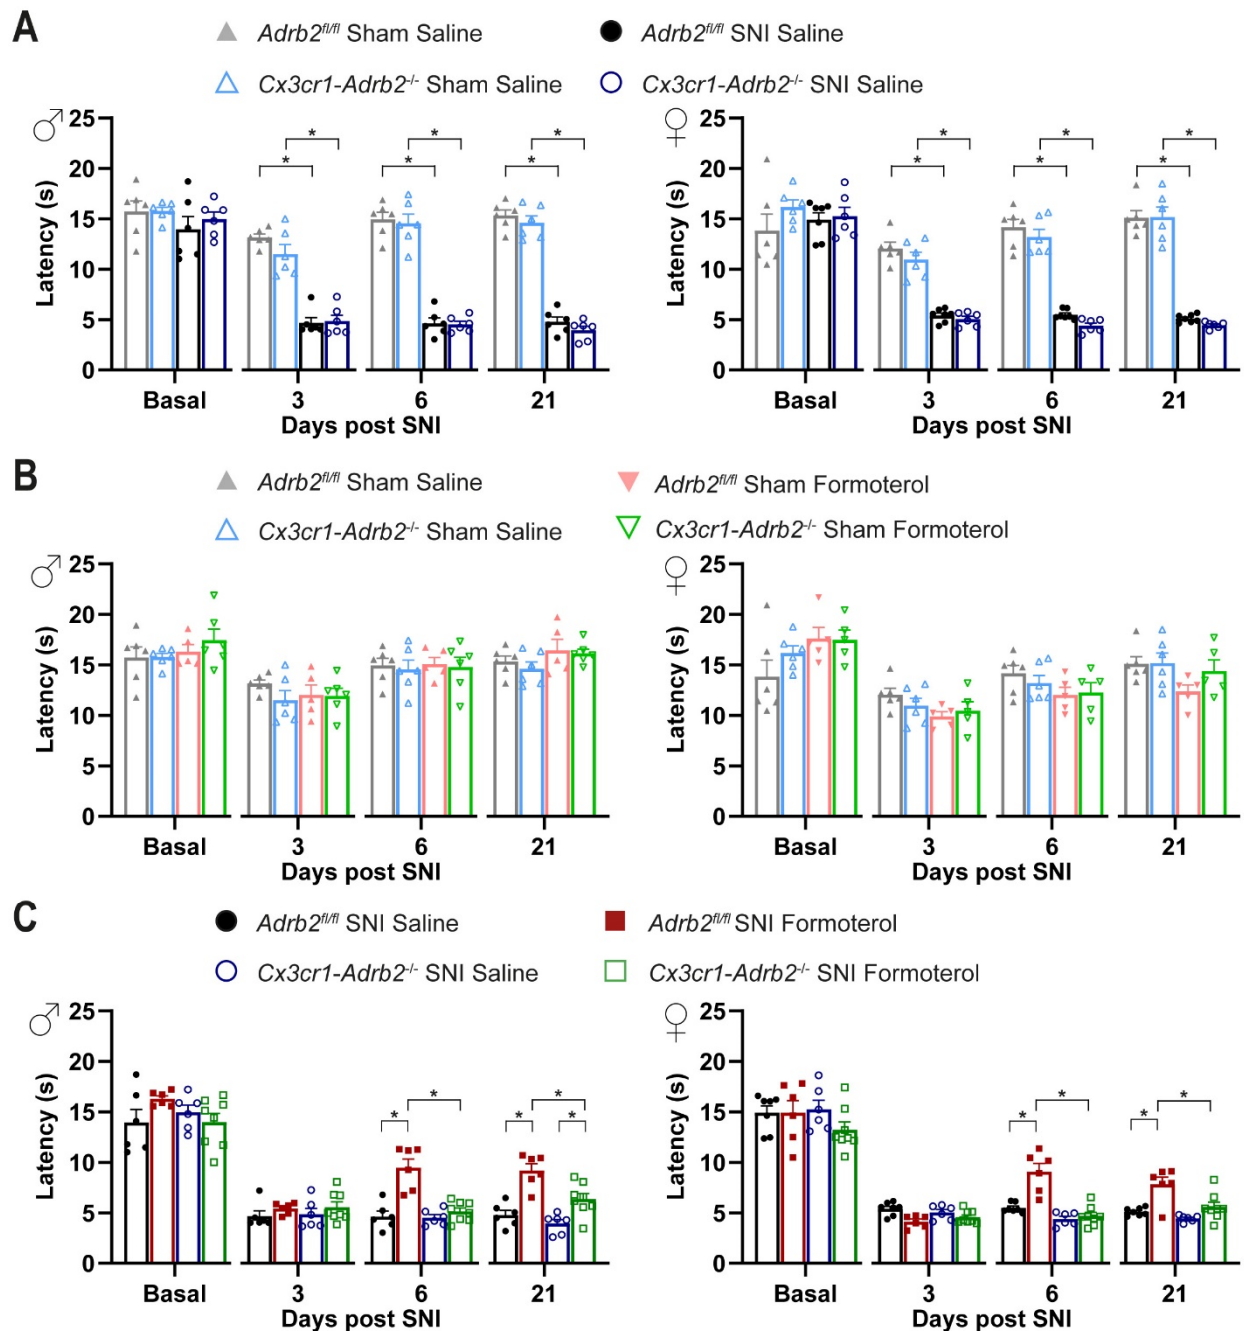 A
Adrb2fl/fl Sham Saline
Adrb2fl/fl SNI Saline
Cx3cr1-Adrb2-/- Sham Saline
Cx3cr1-Adrb2-/- SNI Saline
♂
♀
Latency (s)
25
20
15
10
5
0
* * * * * *
Basal 3 6 21
Days post SNI
Latency (s)
25
20
15
10
5
0
* * * * * *
Basal 3 6 21
Days post SNI
B
Adrb2fl/fl Sham Saline
Adrb2fl/fl Sham Formoterol
Cx3cr1-Adrb2-/- Sham Saline
Cx3cr1-Adrb2-/- Sham Formoterol
♂
♀
Latency (s)
25
20
15
10
5
0
Basal 3 6 21
Days post SNI
Latency (s)
25
20
15
10
5
0
Basal 3 6 21
Days post SNI
C
Adrb2fl/fl SNI Saline
Adrb2fl/fl SNI Formoterol
Cx3cr1-Adrb2-/- SNI Saline
Cx3cr1-Adrb2-/- SNI Formoterol
♂
♀
Latency (s)
25
20
15
10
5
0
* * * * *
Basal 3 6 21
Days post SNI
Latency (s)
25
20
15
10
5
0
* * * *
Basal 3 6 21
Days post SNI